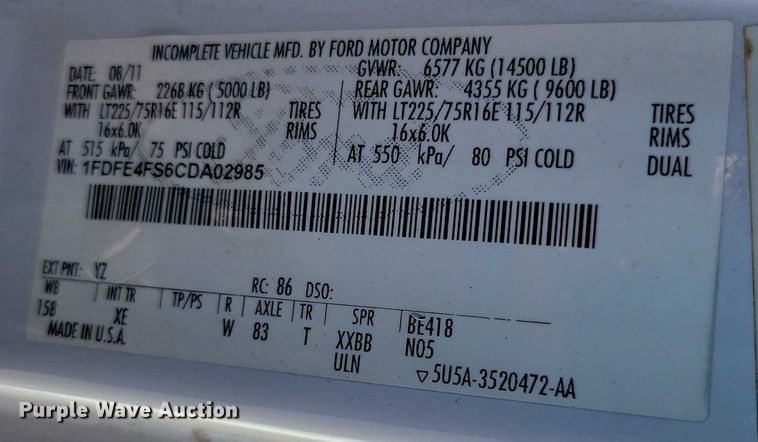 INCOMPLETE VEHICLE MFD. BY FORD MOTOR COMPANY
DATE: 08/11 GVWR: 6577 KG (14500 LB)
FRONT GAWR: 2268 KG (5000 LB) REAR GAWR: 4355 KG (9600 LB)
WITH LT225/75R16E 115/112R TIRES WITH LT225/75R16E 115/112R TIRES
16x6.0K RIMS 16x6.0K RIMS
AT 515 kPa/ 75 PSI COLD AT 550 kPa/ 80 PSI COLD DUAL
VIN: 1FDFE4FS6CDA02985
EXT PNT: YZ RC: 86 DSO:
WB INT TR TP/PS R AXLE TR SPR BE418
158 XE W 83 T XXBB N05
MADE IN U.S.A. ULN ▽5U5A-3520472-AA
Purple Wave Auction